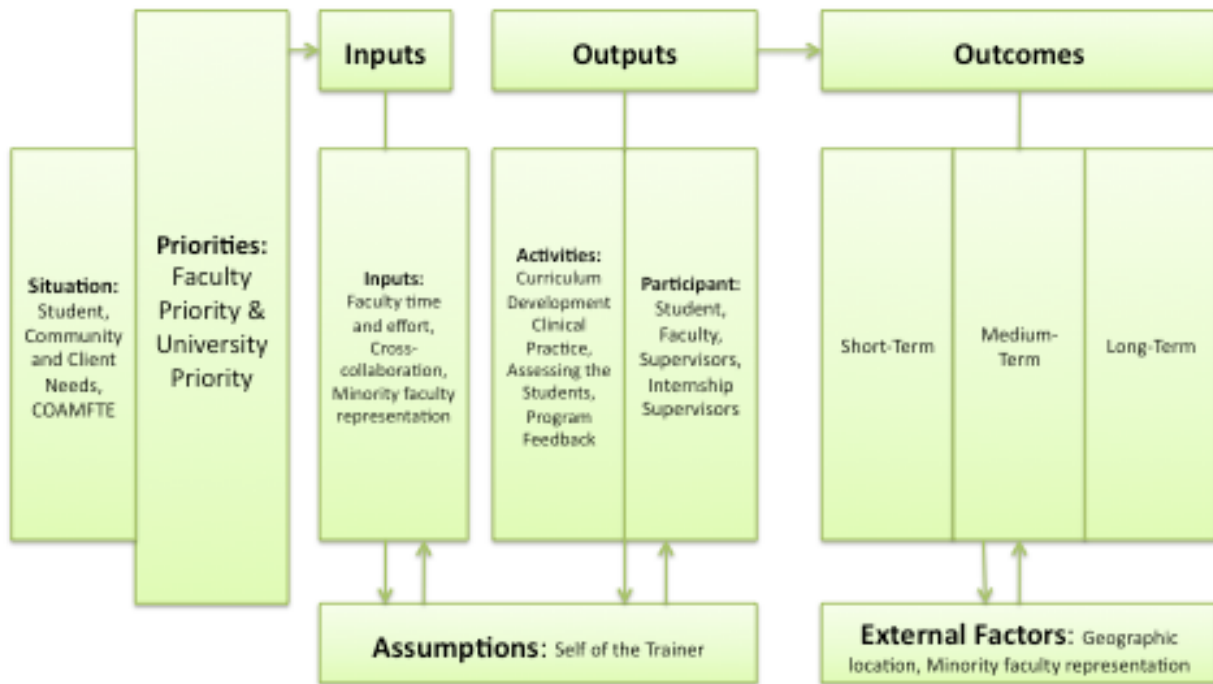 Inputs
Outputs
Outcomes
Situation:
Student,
Community
and Client
Needs,
COAMFTE
Priorities:
Faculty
Priority &
University
Priority
Inputs:
Faculty time
and effort,
Cross-
collaboration,
Minority faculty
representation
Activities:
Curriculum
Development
Clinical
Practice,
Assessing the
Students,
Program
Feedback
Participant:
Student,
Faculty,
Supervisors,
Internship
Supervisors
Short-Term
Medium-
Term
Long-Term
Assumptions: Self of the Trainer
External Factors: Geographic
location, Minority faculty representation